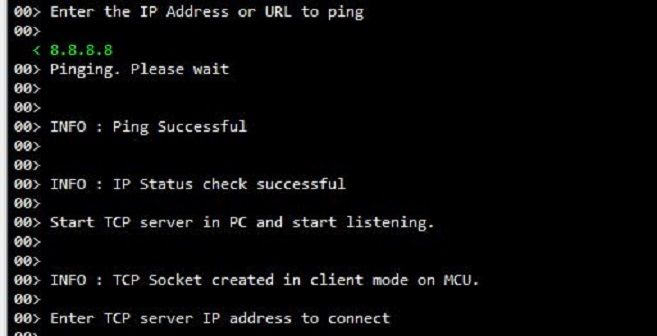 00> Enter the IP Address or URL to ping
00>
< 8.8.8.8
00> Pinging. Please wait
00>
00>
00> INFO : Ping Successful
00>
00>
00> INFO : IP Status check successful
00>
00> Start TCP server in PC and start listening.
00>
00>
00> INFO : TCP Socket created in client mode on MCU.
00>
00> Enter TCP server IP address to connect
00>